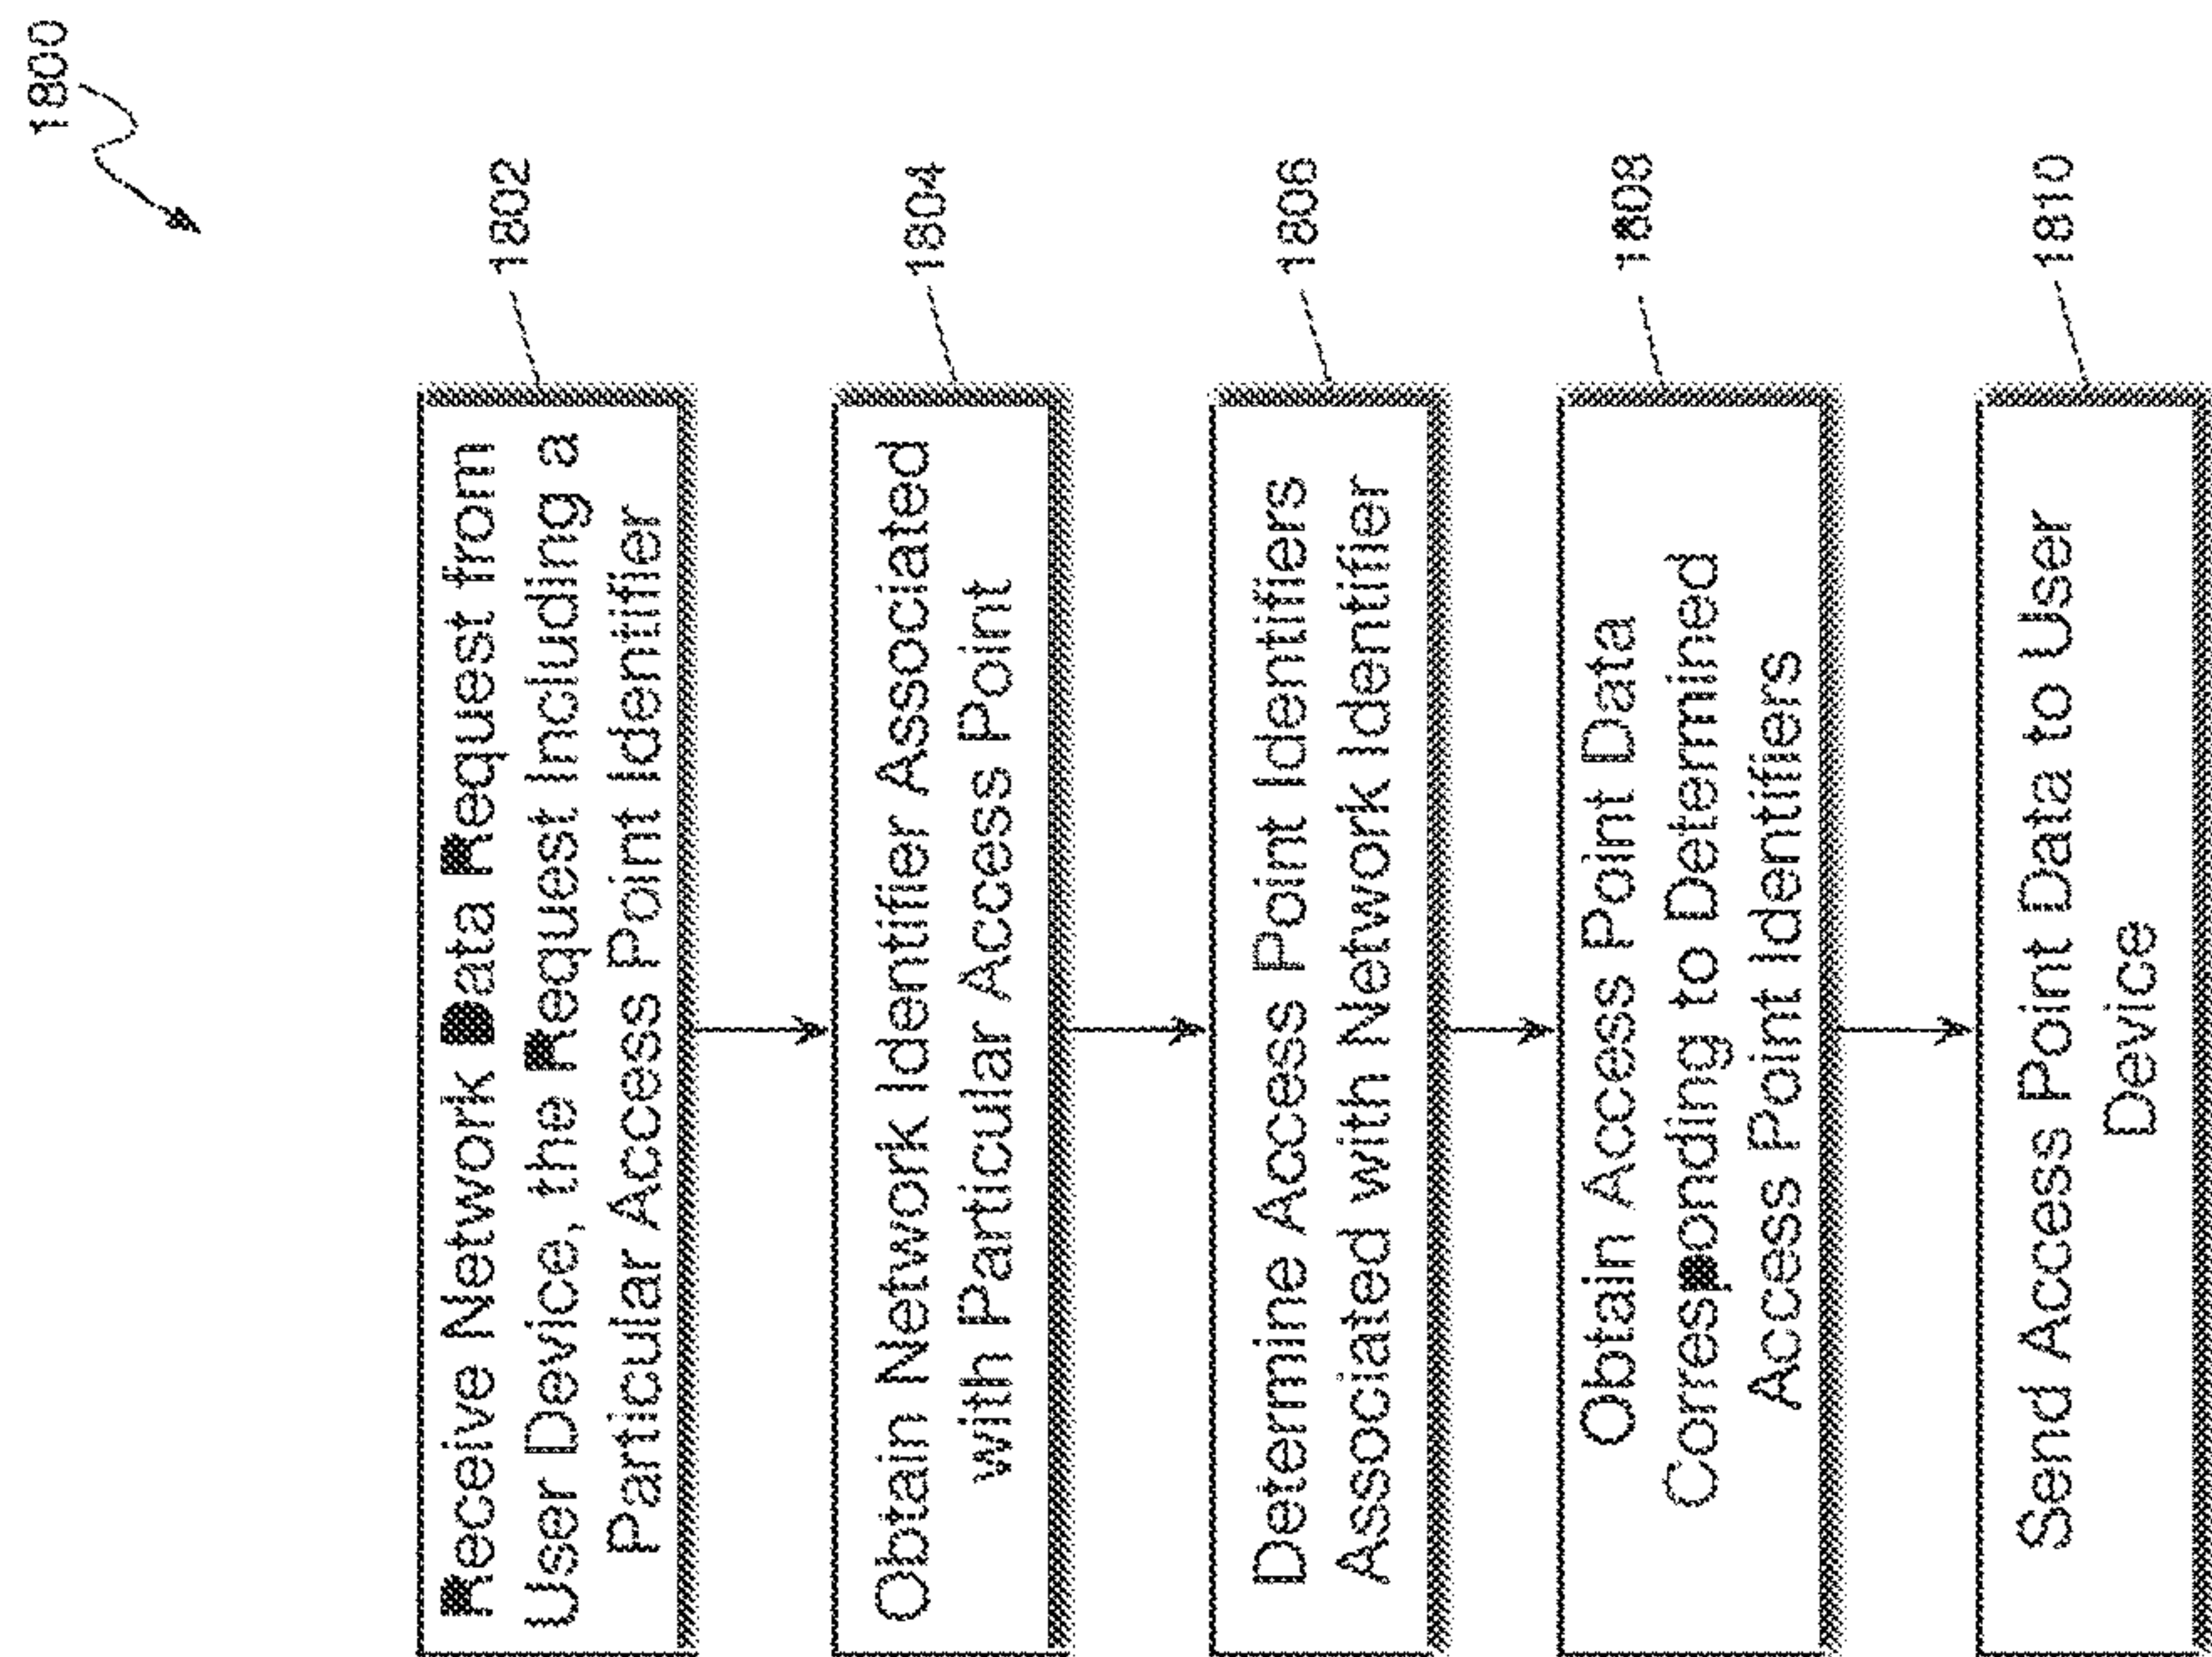 1800
Receive Network Data Request from
User Device, the Request Including a
Particular Access Point Identifier
1802
Obtain Network Identifier Associated
with Particular Access Point
1804
Determine Access Point Identifiers
Associated with Network Identifier
1806
Obtain Access Point Data
Corresponding to Determined
Access Point Identifiers
1808
Send Access Point Data to User
Device
1810